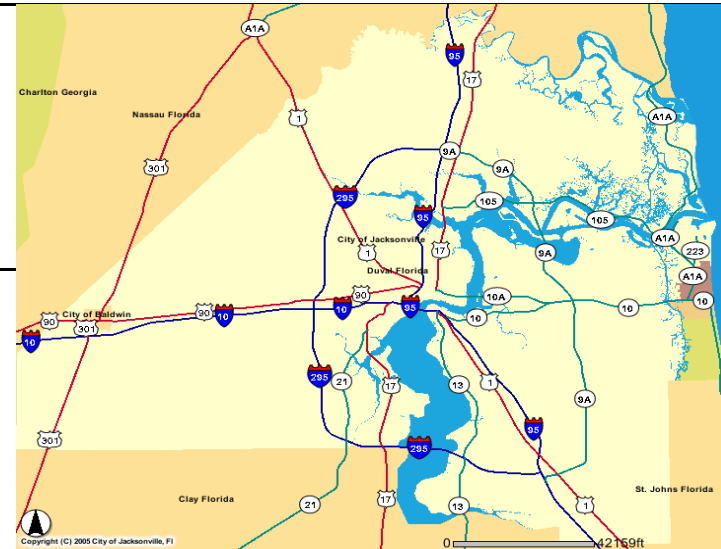 A1A
95
17
Charlton Georgia
Nassau Florida
1
A1A
9A
9A
301
295
105
95
105
City of Jacksonville
A1A
1
17
9A
223
Duval Florida
A1A
90
10A
10
90
10
95
10
City of Baldwin
10
10
301
10
295
21
17
13
1
9A
95
301
295
St. Johns Florida
Clay Florida
17
21
13
1
Copyright (C) 2005 City of Jacksonville, Fl
0
42159ft
90